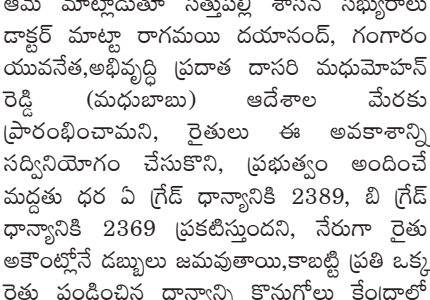 ఆమె మాట్లాడుతూ సత్తుపల్లి శాసన సభ్యురాలు
డాక్టర్ మాట్టా రాగమయి దయానంద్, గంగారం
యువనేత,అభివృద్ధి ప్రదాత దాసరి మధుమోహన్
రెడ్డి (మధుబాబు) ఆదేశాల మేరకు
ప్రారంభించామని, రైతులు ఈ అవకాశాన్ని
సద్వినియోగం చేసుకొని, ప్రభుత్వం అందించే
మద్దతు ధర ఏ గ్రేడ్ ధాన్యానికి 2389, బి గ్రేడ్
ధాన్యానికి 2369 ప్రకటిస్తుందని, నేరుగా రైతు
అకౌంట్లోనే డబ్బులు జమవుతాయి,కాబట్టి ప్రతి ఒక్క
రైతు పండించిన ధాన్యాన్ని కొనుగోలు కేంద్రాలో